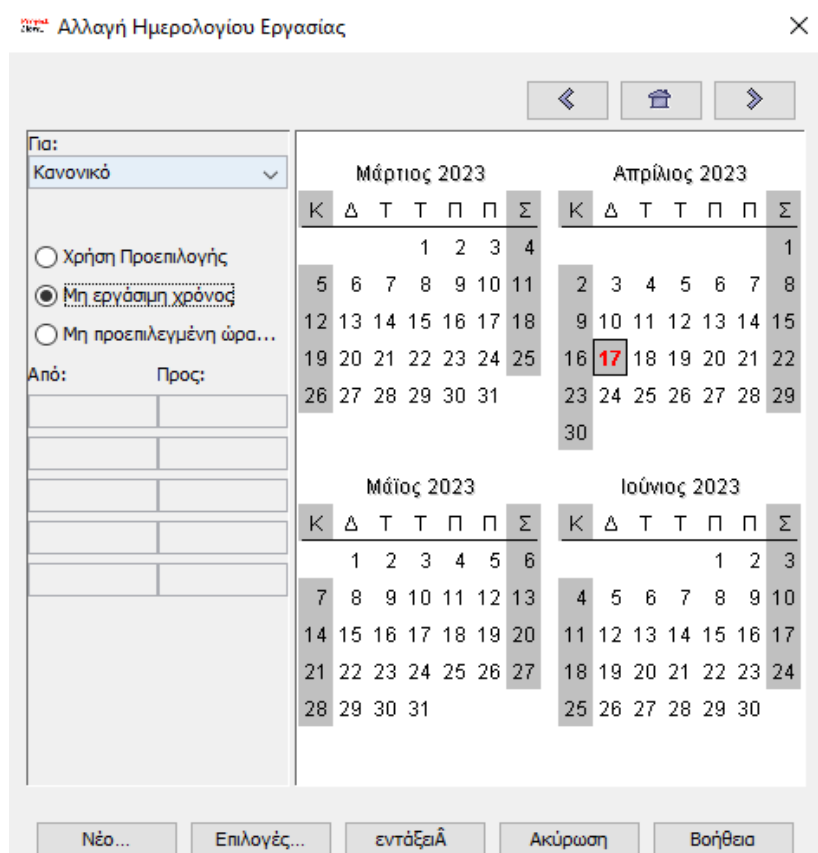 Αλλαγή Ημερολογίου Εργασίας
Για:
Κανονικό
Χρήση Προεπιλογής
Μη εργάσιμη χρόνος
Μη προεπιλεγμένη ώρα...
Από: Προς:
Μάρτιος 2023
Κ Δ Τ Τ Π Π Σ
1 2 3 4
5 6 7 8 9 10 11
12 13 14 15 16 17 18
19 20 21 22 23 24 25
26 27 28 29 30 31
Απρίλιος 2023
Κ Δ Τ Τ Π Π Σ
1
2 3 4 5 6 7 8
9 10 11 12 13 14 15
16 17 18 19 20 21 22
23 24 25 26 27 28 29
30
Μάϊος 2023
Κ Δ Τ Τ Π Π Σ
1 2 3 4 5 6
7 8 9 10 11 12 13
14 15 16 17 18 19 20
21 22 23 24 25 26 27
28 29 30 31
Ιούνιος 2023
Κ Δ Τ Τ Π Π Σ
1 2 3
4 5 6 7 8 9 10
11 12 13 14 15 16 17
18 19 20 21 22 23 24
25 26 27 28 29 30
Νέο... Επιλογές... εντάξειÂ Ακύρωση Βοήθεια